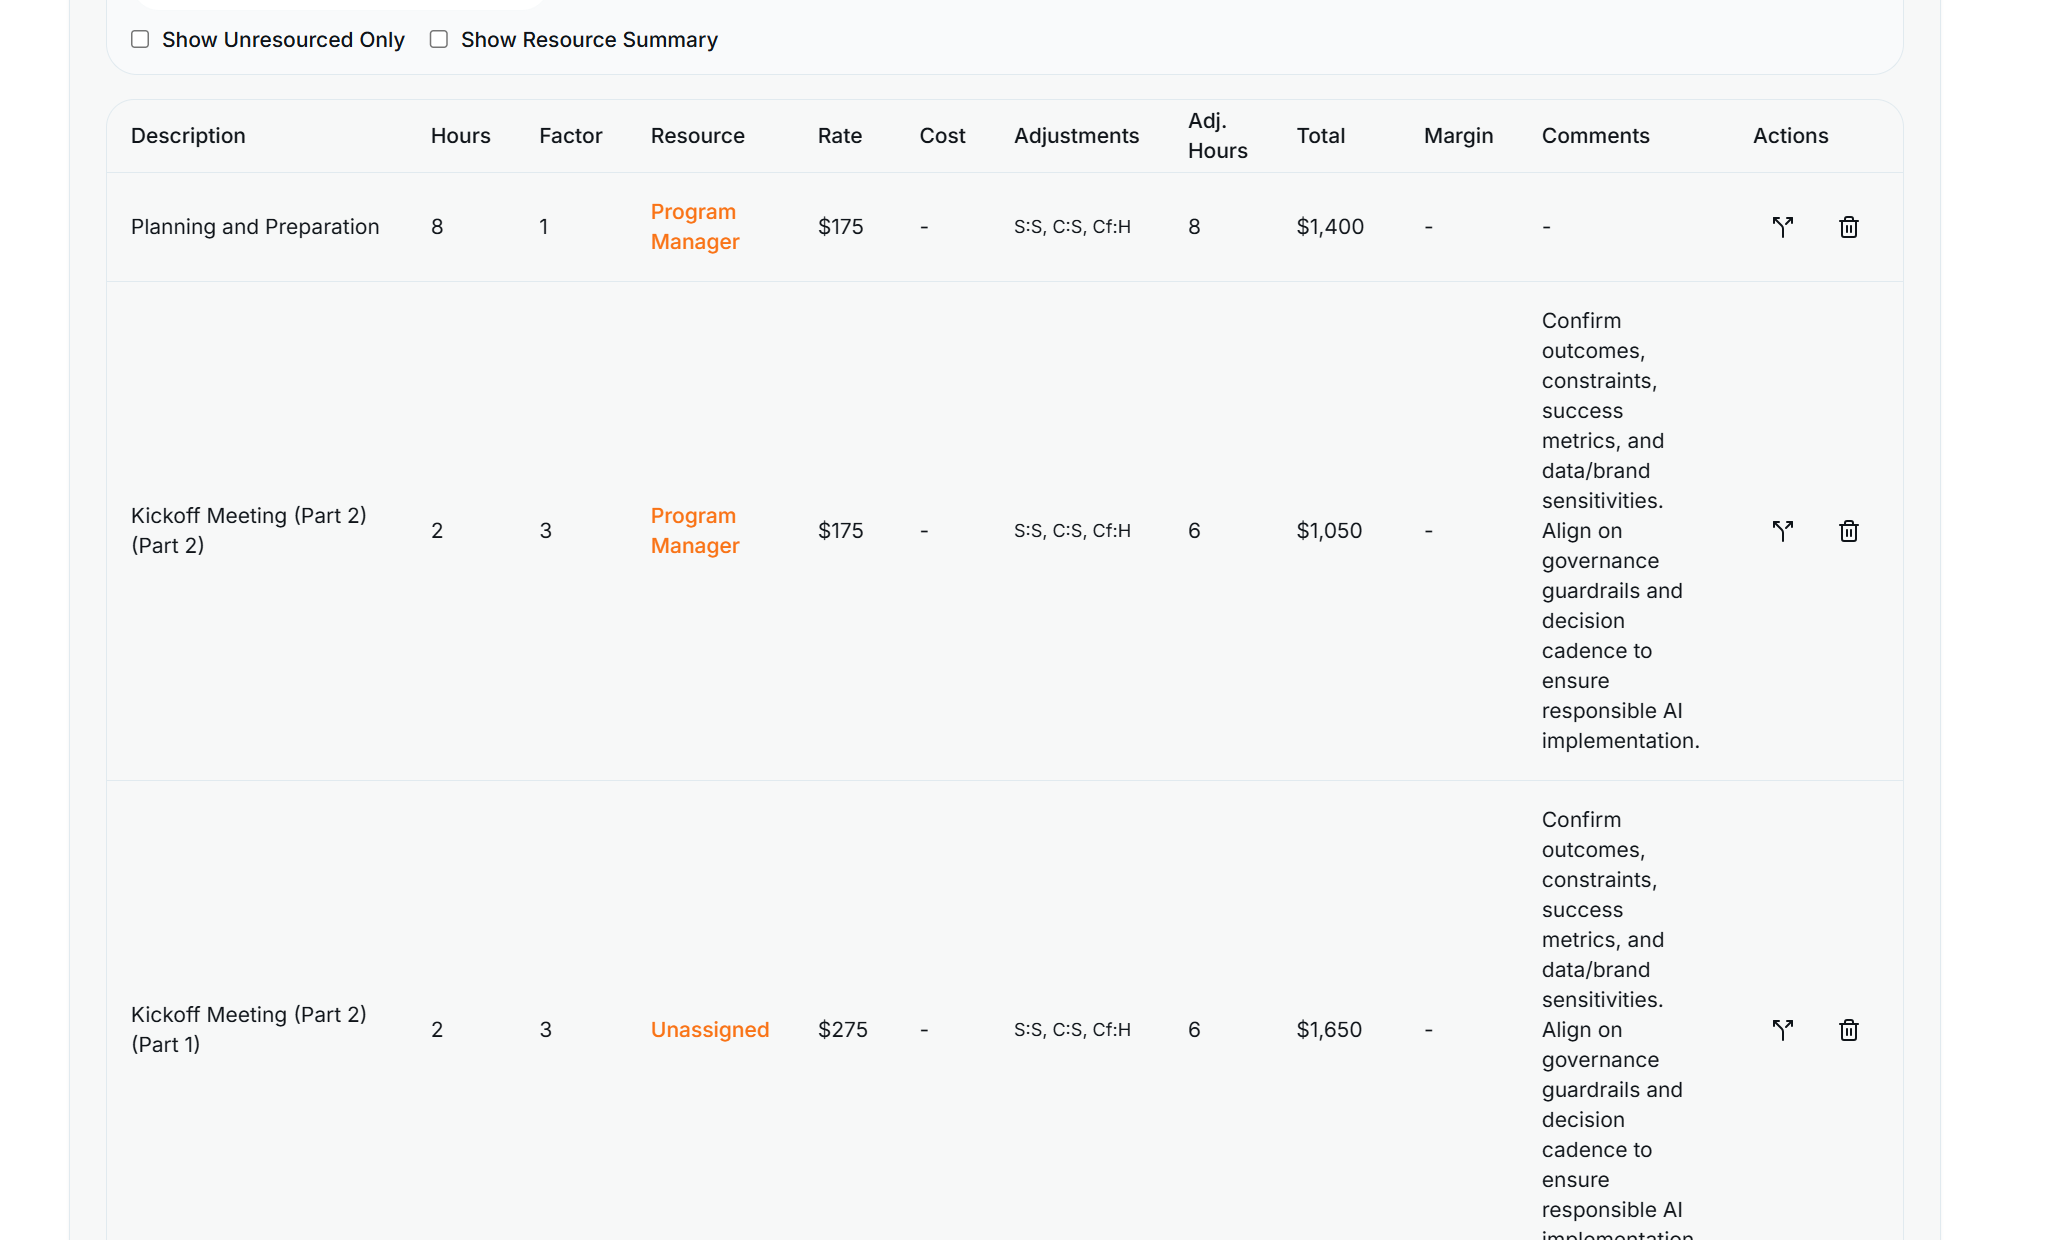 Show Unresourced Only Show Resource Summary
Description Hours Factor Resource Rate Cost Adjustments Adj. Hours Total Margin Comments Actions
Planning and Preparation 8 1 Program Manager $175 - S:S, C:S, Cf:H 8 $1,400 - -
Kickoff Meeting (Part 2)
(Part 2)
2 3 Program Manager $175 - S:S, C:S, Cf:H 6 $1,050 -
Confirm
outcomes,
constraints,
success
metrics, and
data/brand
sensitivities.
Align on
governance
guardrails and
decision
cadence to
ensure
responsible AI
implementation.
Kickoff Meeting (Part 2)
(Part 1)
2 3 Unassigned $275 - S:S, C:S, Cf:H 6 $1,650 -
Confirm
outcomes,
constraints,
success
metrics, and
data/brand
sensitivities.
Align on
governance
guardrails and
decision
cadence to
ensure
responsible AI
implementation